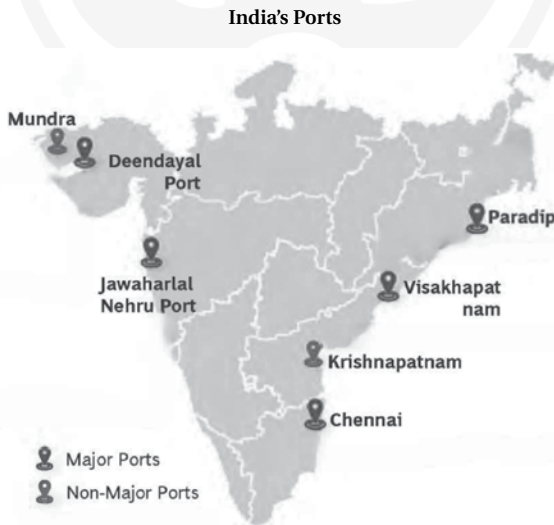 India’s Ports
Mundra
Deendayal
Port
Paradip
Jawaharlal
Nehru Port
Visakhapat
nam
Krishnapatnam
Chennai
Major Ports
Non-Major Ports